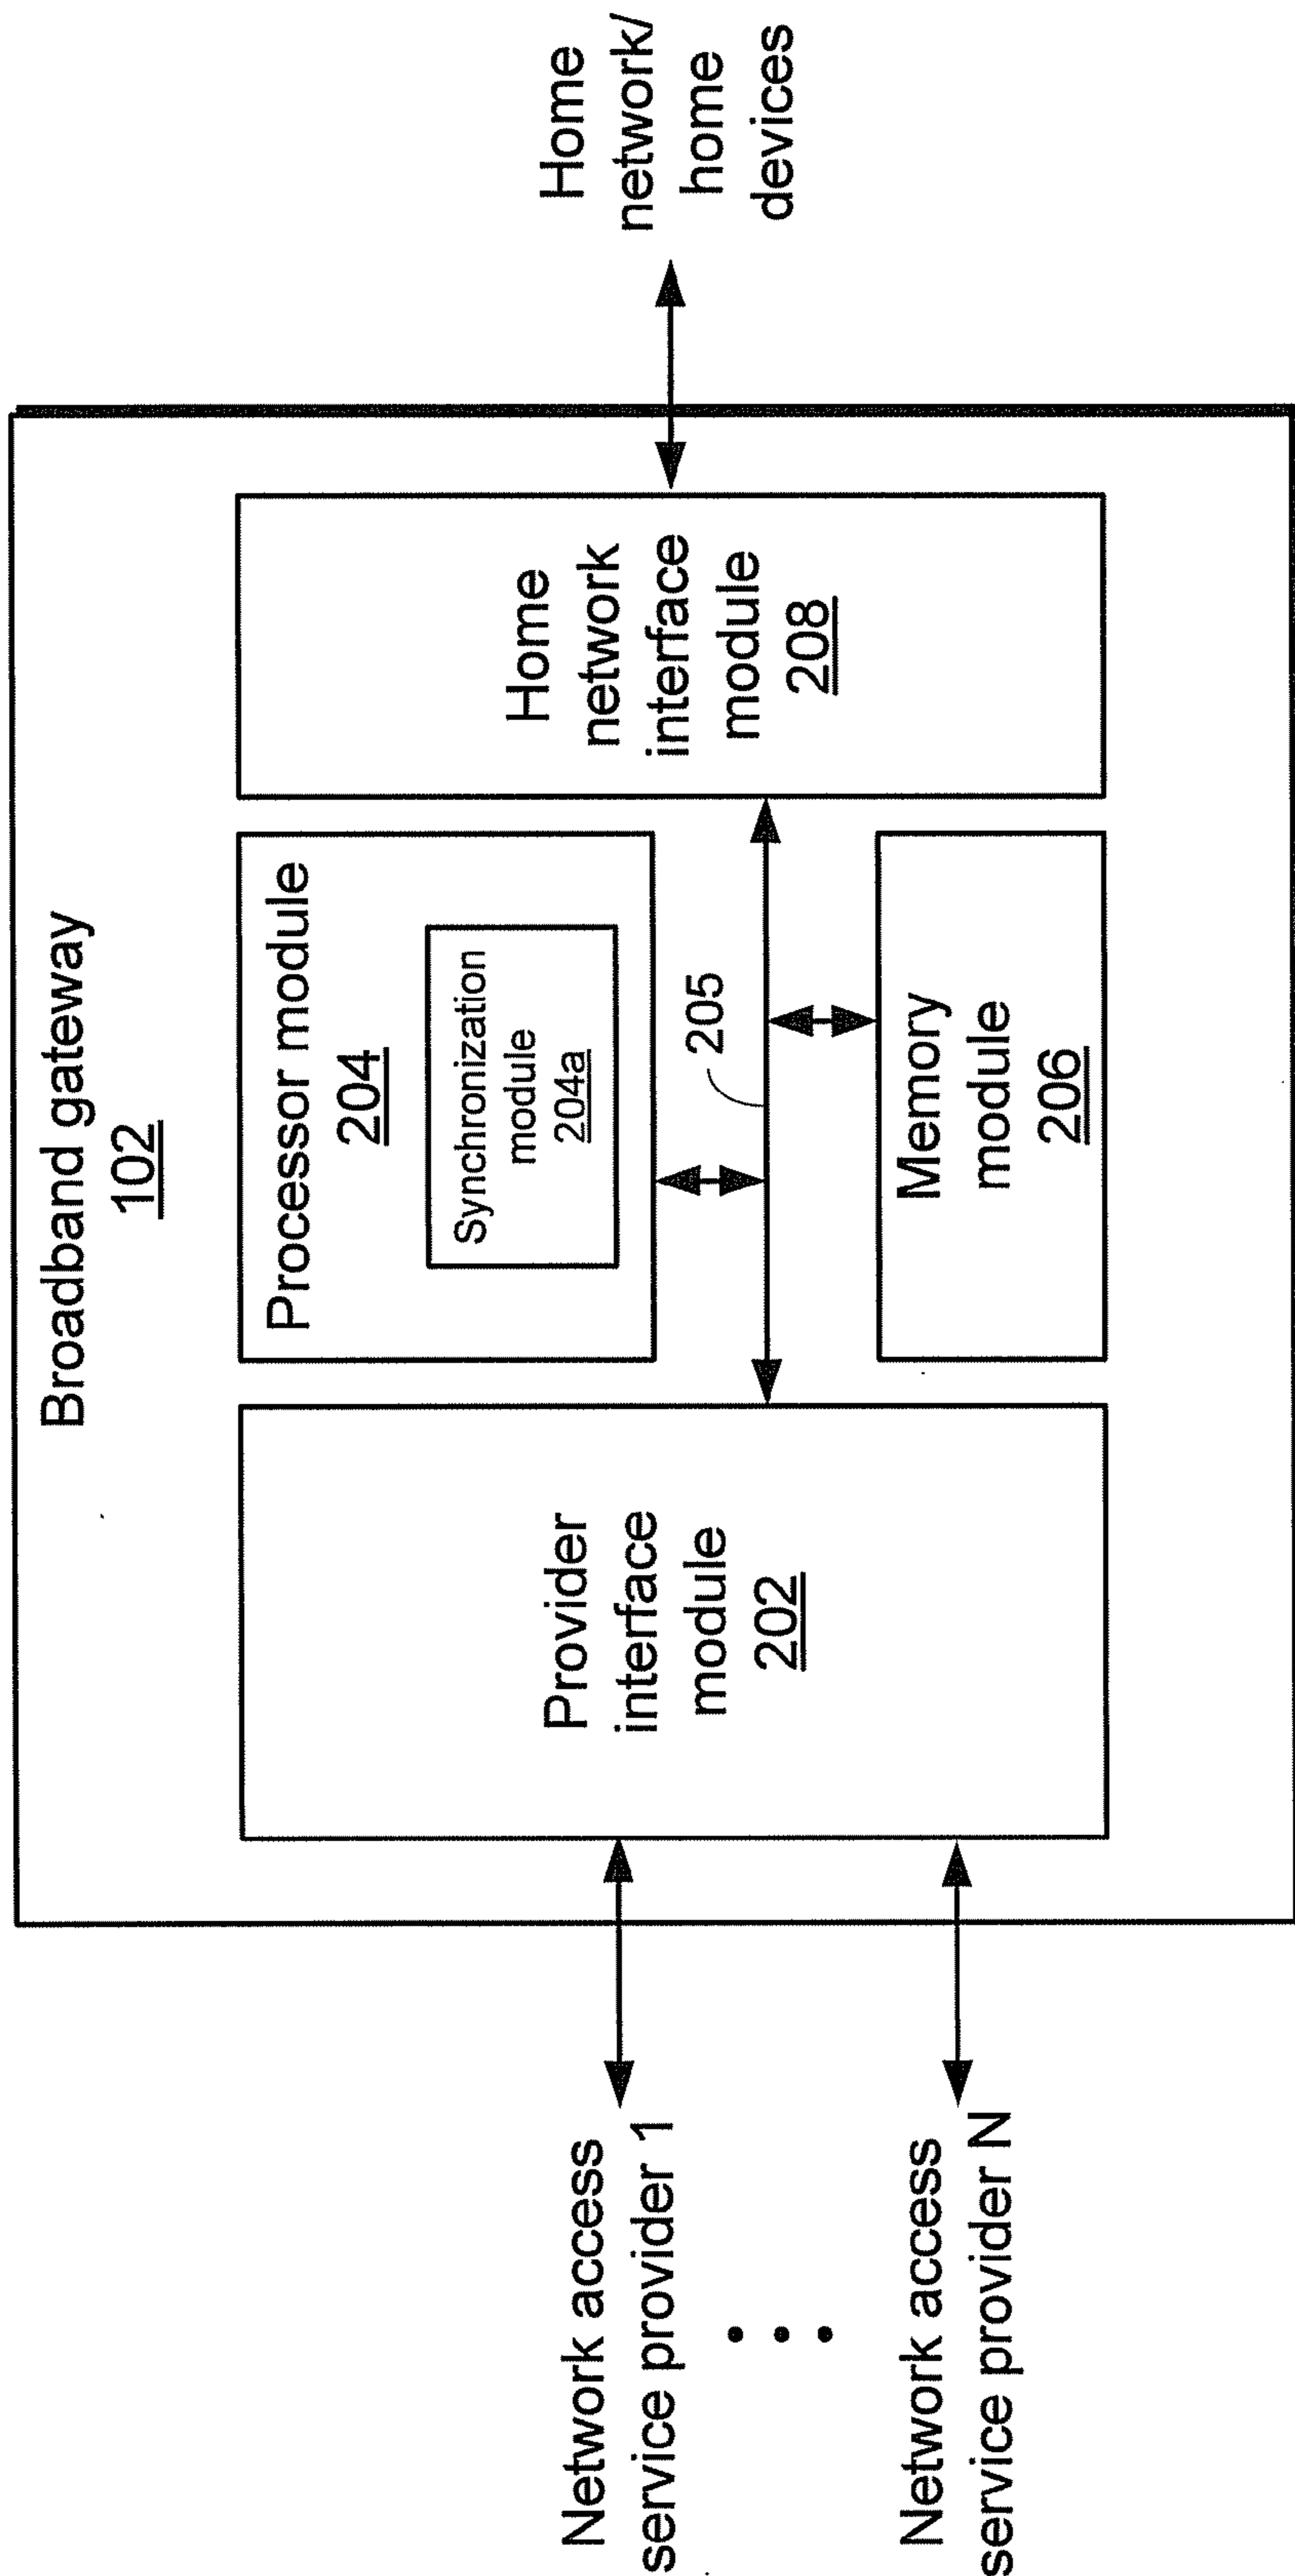 Broadband gateway
102
Network access
service provider 1
Network access
service provider N
Provider
interface
module
202
Processor module
204
Synchronization
module
204a
205
Memory
module
206
Home
network
interface
module
208
Home
network/
home
devices